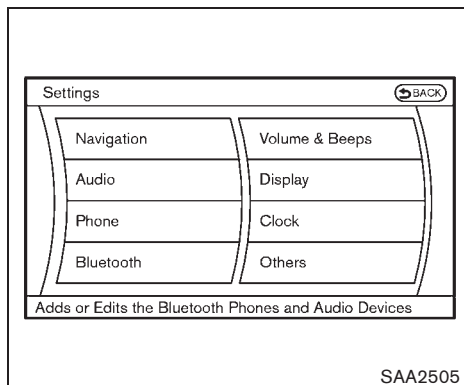 Settings
BACK
Navigation
Volume & Beeps
Audio
Display
Phone
Clock
Bluetooth
Others
Adds or Edits the Bluetooth Phones and Audio Devices
SAA2505